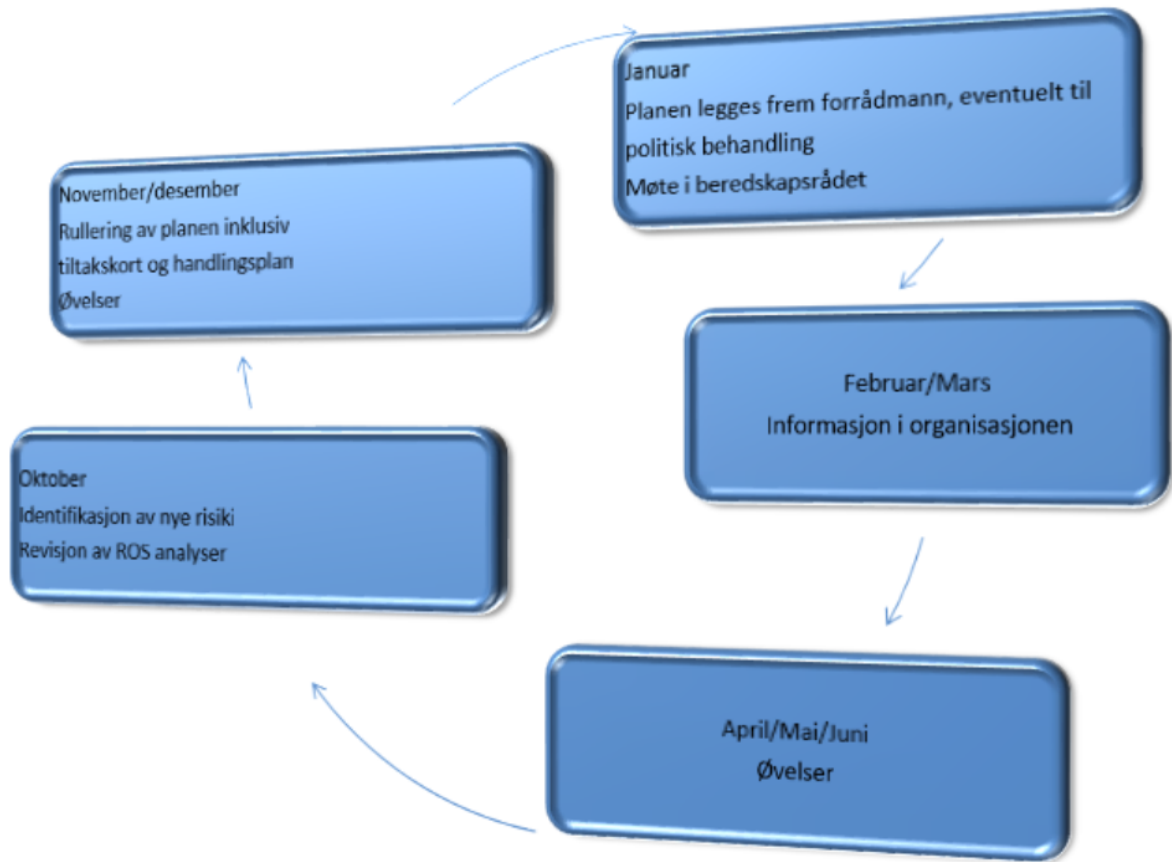 Januar
Planen legges frem forrådmann, eventuelt til
politisk behandling
Møte i beredskapsrådet
Februar/Mars
Informasjon i organisasjonen
April/Mai/Juni
Øvelser
Oktober
Identifikasjon av nye risiki
Revisjon av ROS analyser
November/desember
Rullering av planen inklusiv
tiltakskort og handlingsplan
Øvelser